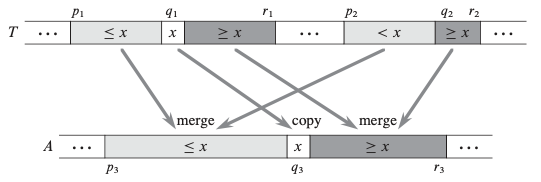 p₁ q₁ r₁ p₂ q₂ r₂
T ⋯ ≤ x x ≥ x ⋯ < x ≥ x ⋯
merge copy merge
A ⋯ ≤ x x ≥ x ⋯
p₃ q₃ r₃